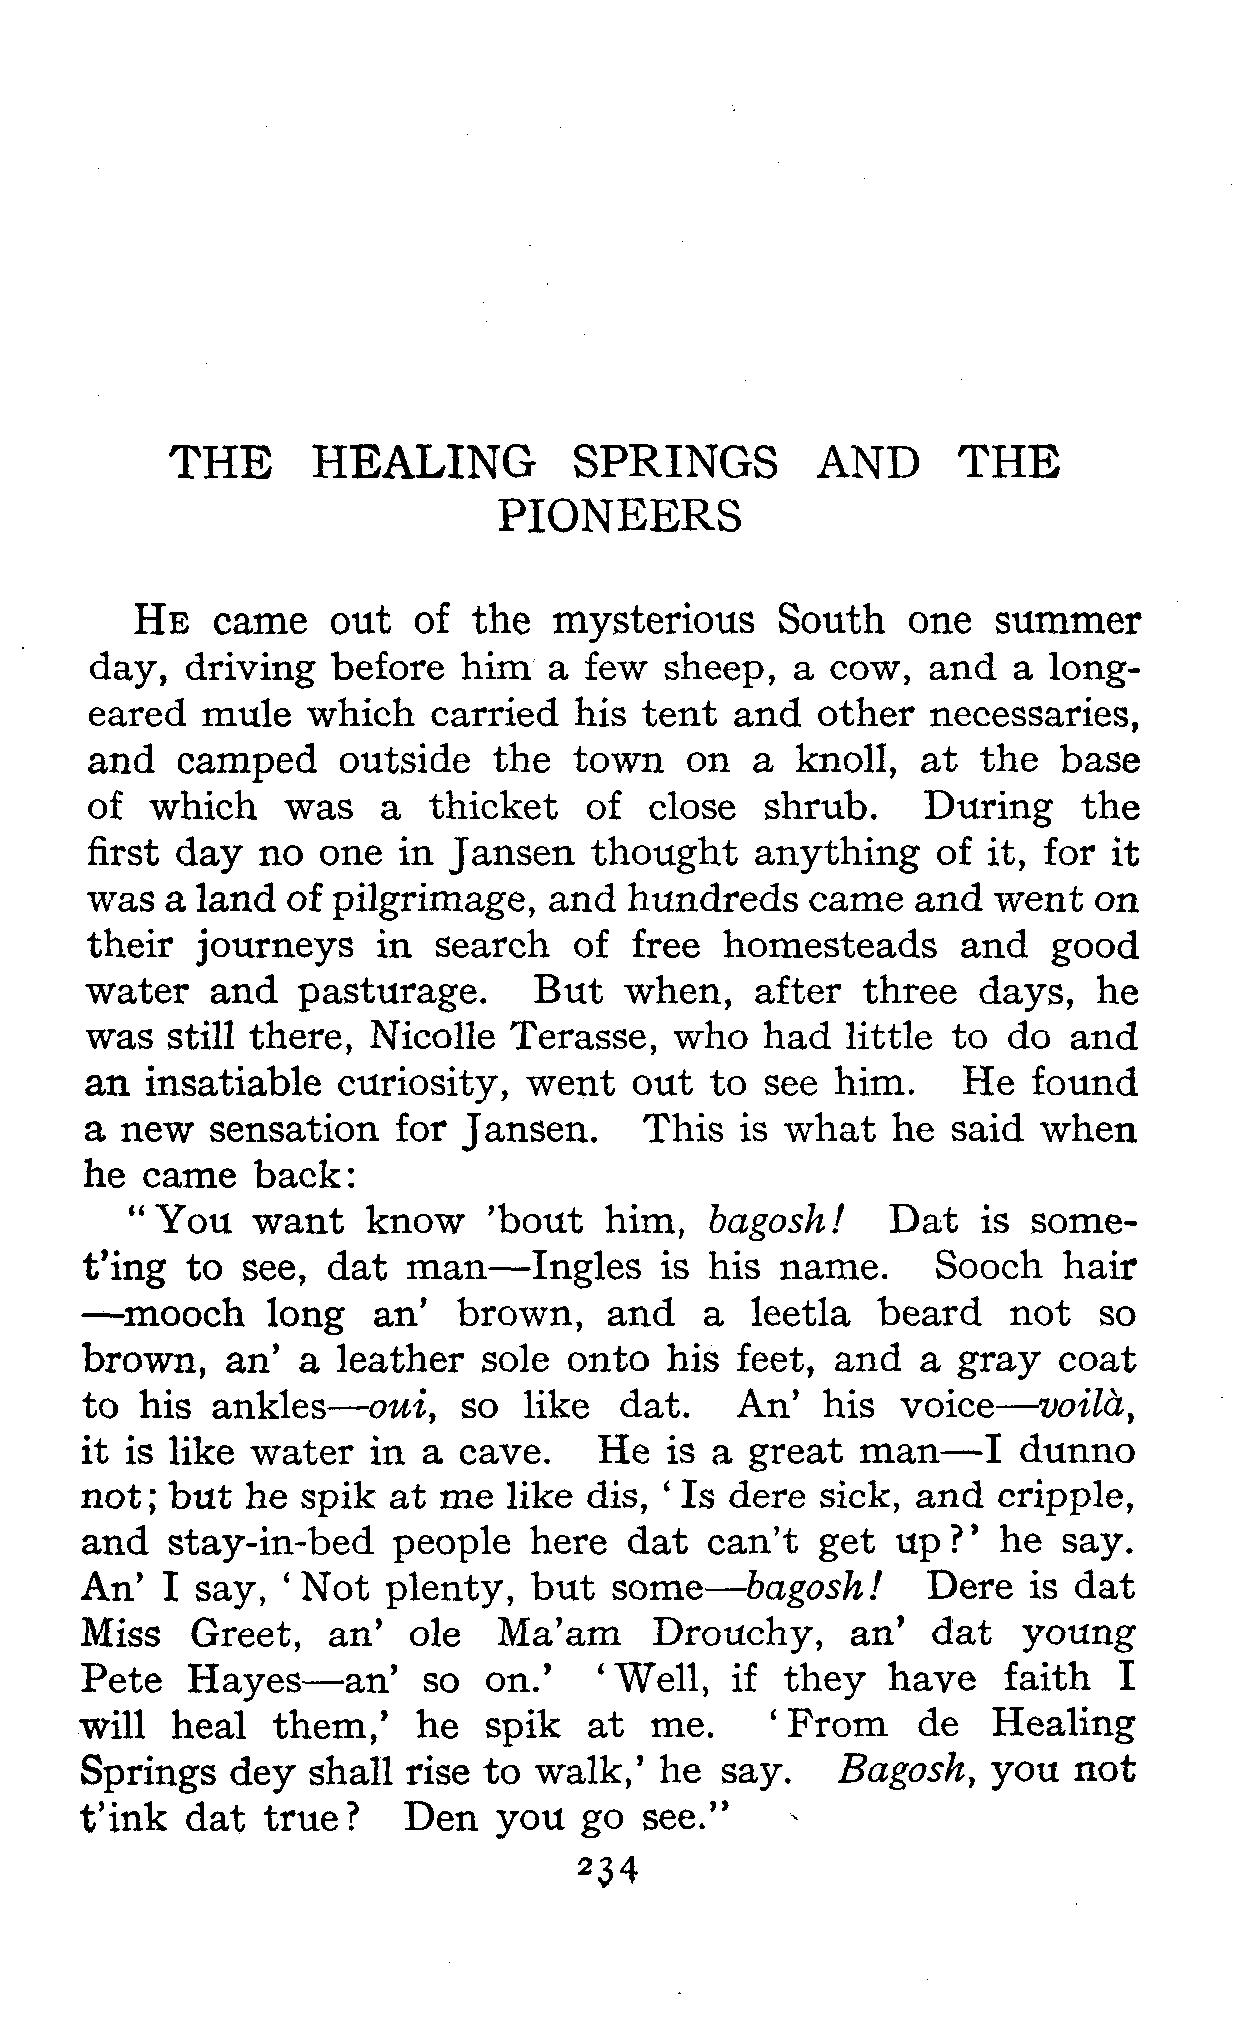 THE HEALING SPRINGS AND THE
PIONEERS
HE came out of the mysterious South one summer
day, driving before him a few sheep, a cow, and a long-
eared mule which carried his tent and other necessaries,
and camped outside the town on a knoll, at the base
of which was a thicket of close shrub. During the
first day no one in Jansen thought anything of it, for it
was a land of pilgrimage, and hundreds came and went on
their journeys in search of free homesteads and good
water and pasturage. But when, after three days, he
was still there, Nicolle Terasse, who had little to do and
an insatiable curiosity, went out to see him. He found
a new sensation for Jansen. This is what he said when
he came back:
“ You want know ’bout him, bagosh! Dat is some-
t’ing to see, dat man—Ingles is his name. Sooch hair
—mooch long an’ brown, and a leetla beard not so
brown, an’ a leather sole onto his feet, and a gray coat
to his ankles—oui, so like dat. An’ his voice—voilà,
it is like water in a cave. He is a great man—I dunno
not; but he spik at me like dis, ‘ Is dere sick, and cripple,
and stay-in-bed people here dat can’t get up?’ he say.
An’ I say, ‘ Not plenty, but some—bagosh! Dere is dat
Miss Greet, an’ ole Ma’am Drouchy, an’ dat young
Pete Hayes—an’ so on.’ ‘ Well, if they have faith I
will heal them,’ he spik at me. ‘ From de Healing
Springs dey shall rise to walk,’ he say. Bagosh, you not
t’ink dat true? Den you go see.”
234